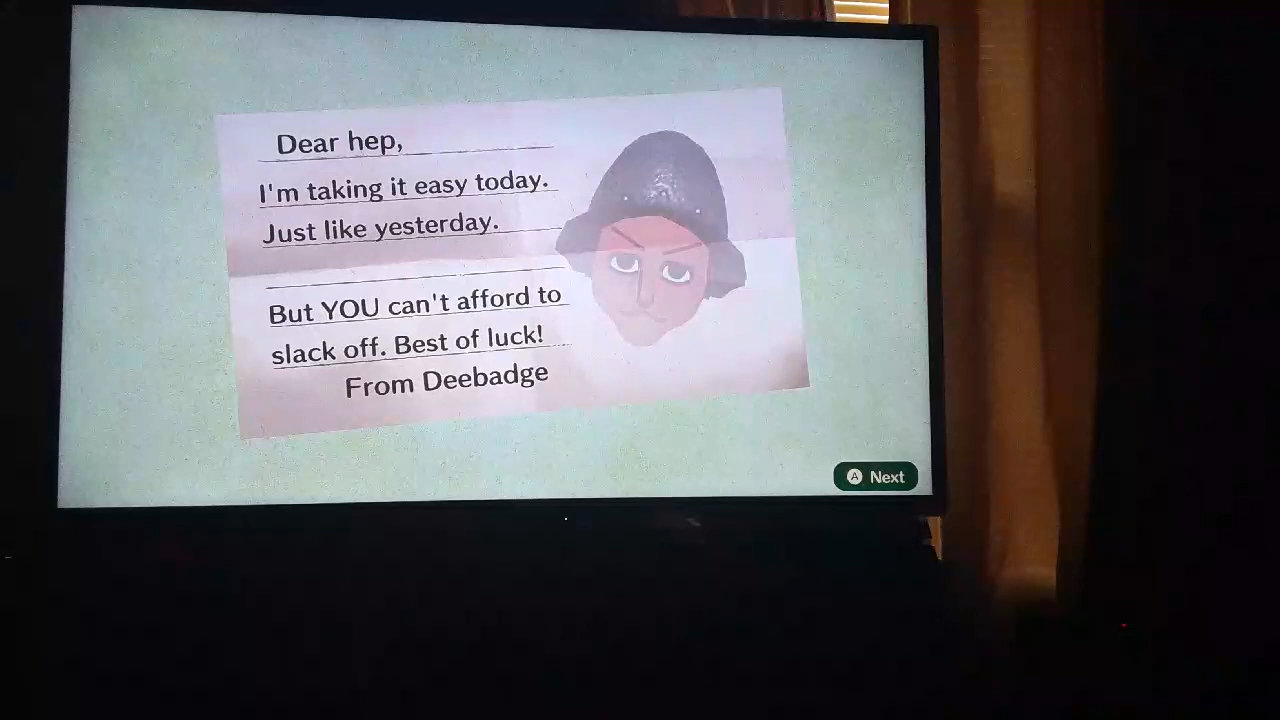 Dear hep,
I'm taking it easy today.
Just like yesterday.
But YOU can't afford to
slack off. Best of luck!
From Deebadge
A Next